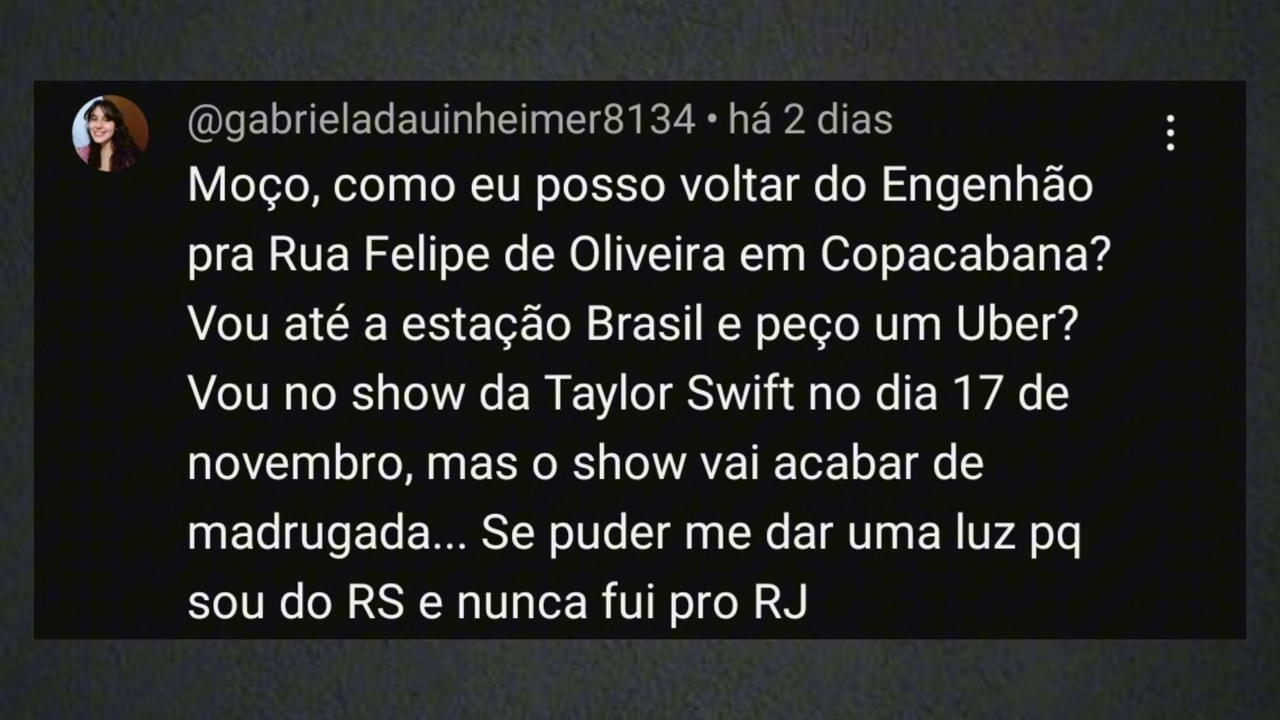 @gabrieladauinheimer8134 • há 2 dias
Moço, como eu posso voltar do Engenhão
pra Rua Felipe de Oliveira em Copacabana?
Vou até a estação Brasil e peço um Uber?
Vou no show da Taylor Swift no dia 17 de
novembro, mas o show vai acabar de
madrugada... Se puder me dar uma luz pq
sou do RS e nunca fui pro RJ